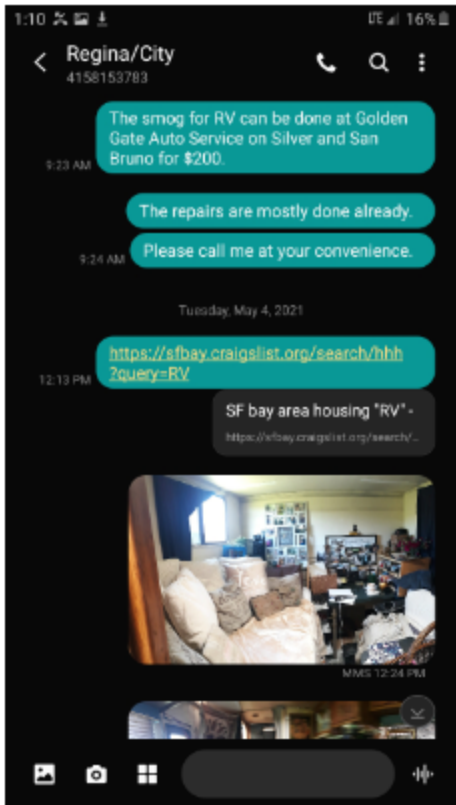 1:10 LTE 16%
Regina/City
4158153783
The smog for RV can be done at Golden
Gate Auto Service on Silver and San
Bruno for $200.
9:23 AM
The repairs are mostly done already.
Please call me at your convenience.
9:24 AM
Tuesday, May 4, 2021
https://sfbay.craigslist.org/search/hhh
?query=RV
12:13 PM
SF bay area housing "RV" -
https://sfbay.craigslist.org/search/...
MMS 12:24 PM